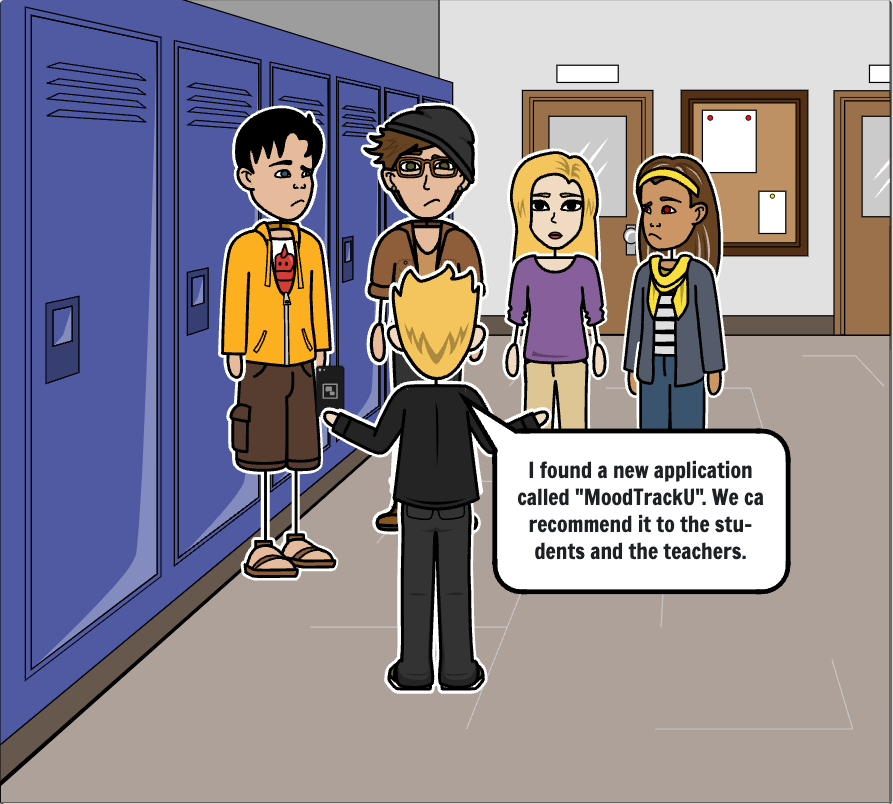 I found a new application
called "MoodTrackU". We ca
recommend it to the stu-
dents and the teachers.